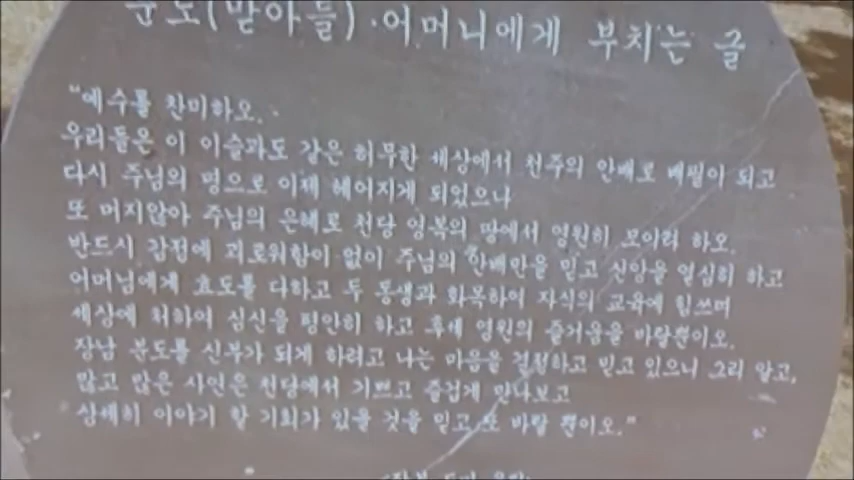 분도(맏아들)·어머니에게 부치는 글
"예수를 찬미하오.
우리들은 이 이슬과도 같은 허무한 세상에서 천주의 안배로 배필이 되고
다시 주님의 명으로 이제 헤어지게 되었으나
또 머지않아 주님의 은혜로 천당 영복의 땅에서 영원히 모이려 하오.
반드시 감정에 괴로워함이 없이 주님의 안배만을 믿고 신앙을 열심히 하고
어머님에게 효도를 다하고 두 동생과 화목하여 자식의 교육에 힘쓰며
세상에 처하여 심신을 평안히 하고 후세 영원의 즐거움을 바랄뿐이오.
장남 분도를 신부가 되게 하려고 나는 마음을 결정하고 믿고 있으니 그리 알고,
많고 많은 사연은 천당에서 기쁘고 즐겁게 만나보고
상세히 이야기 할 기회가 있을 것을 믿고 또 바랄 뿐이오."